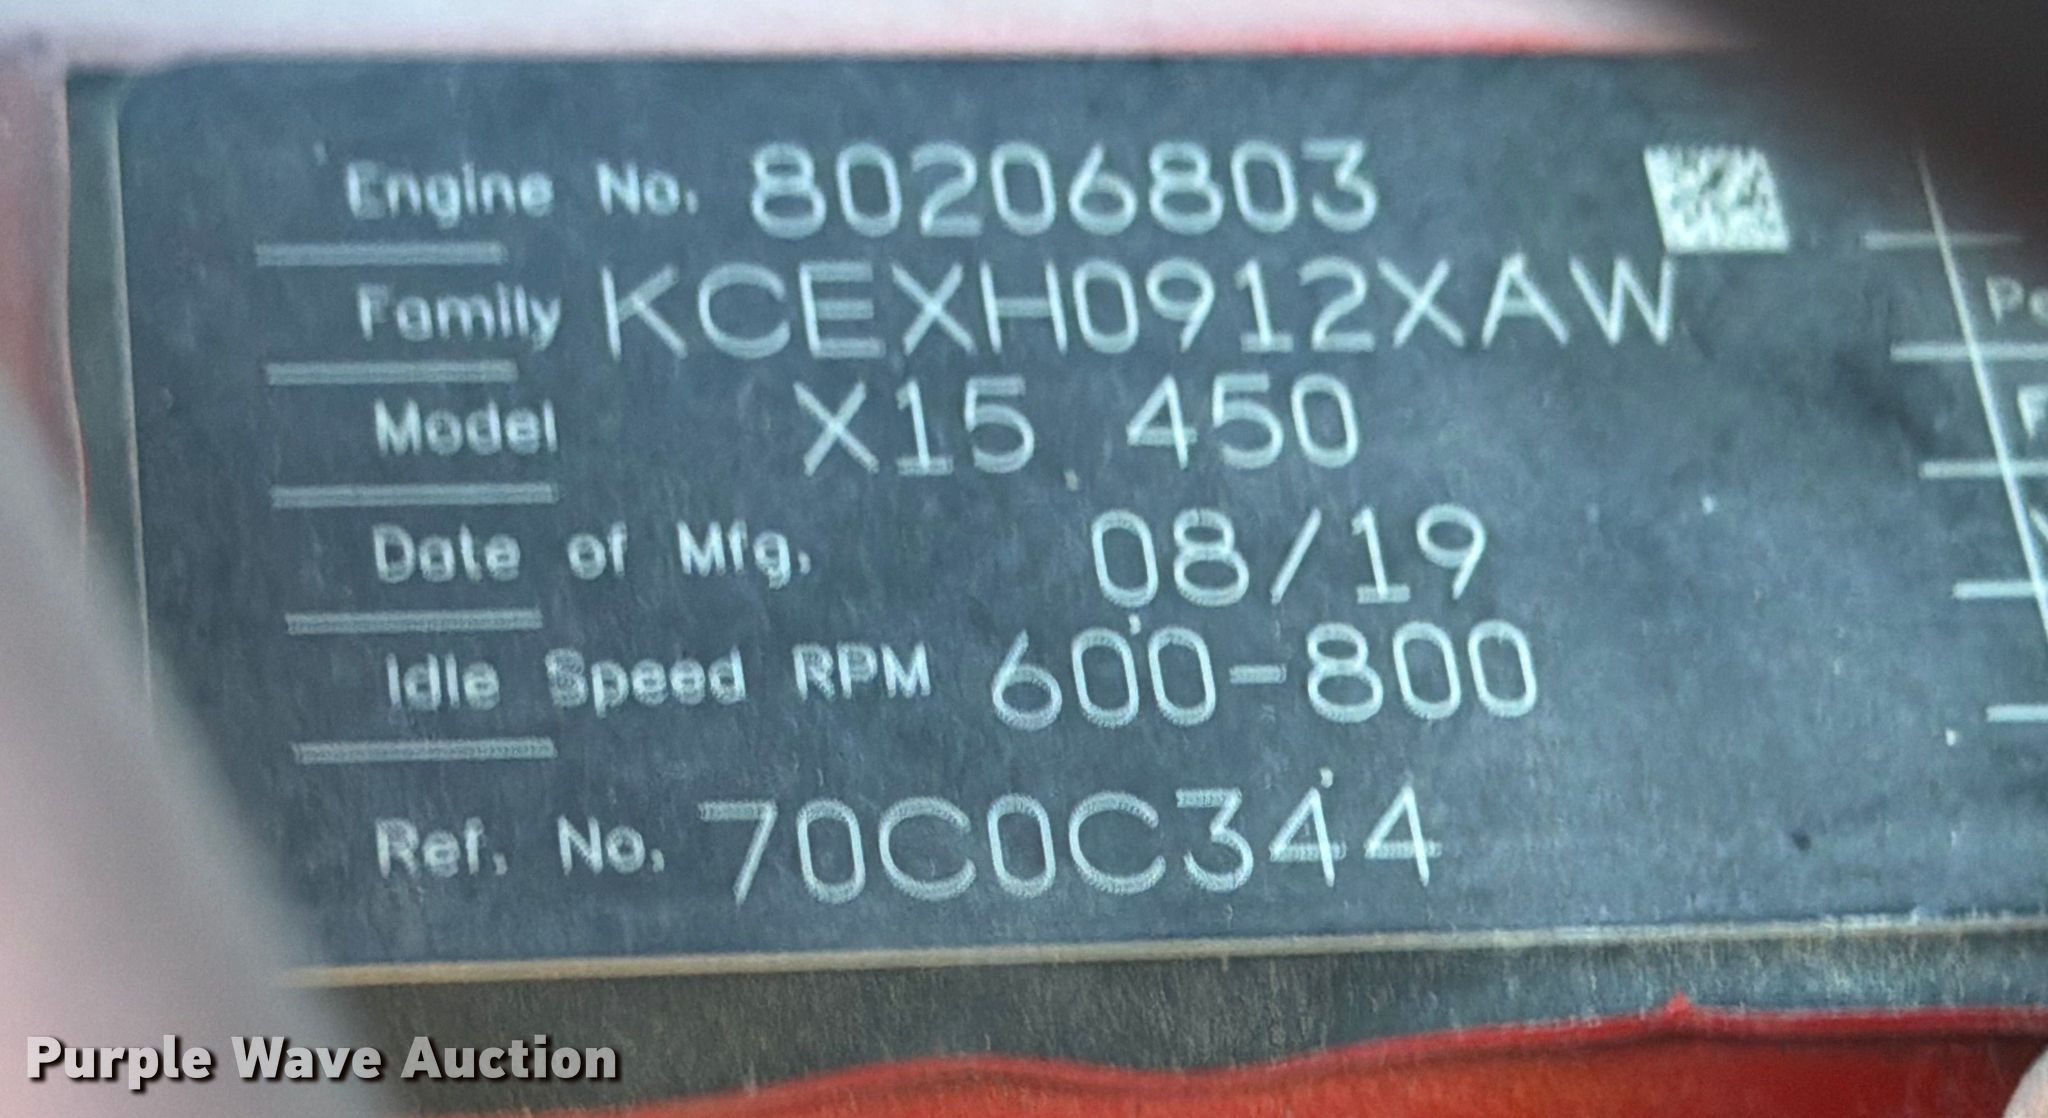 Engine No. 80206803
Family KCEXH0912XAW
Model X15 450
Date of Mfg. 08/19
Idle Speed RPM 600-800
Ref. No. 70C0C344
Purple Wave Auction